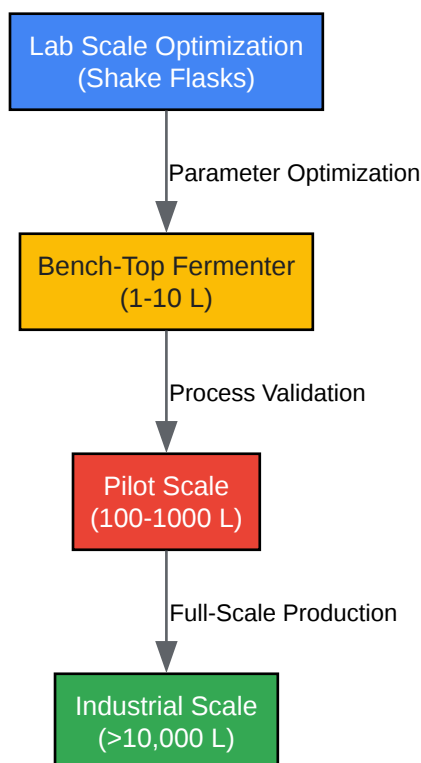 Lab Scale Optimization
(Shake Flasks)
Parameter Optimization
Bench-Top Fermenter
(1-10 L)
Process Validation
Pilot Scale
(100-1000 L)
Full-Scale Production
Industrial Scale
(>10,000 L)